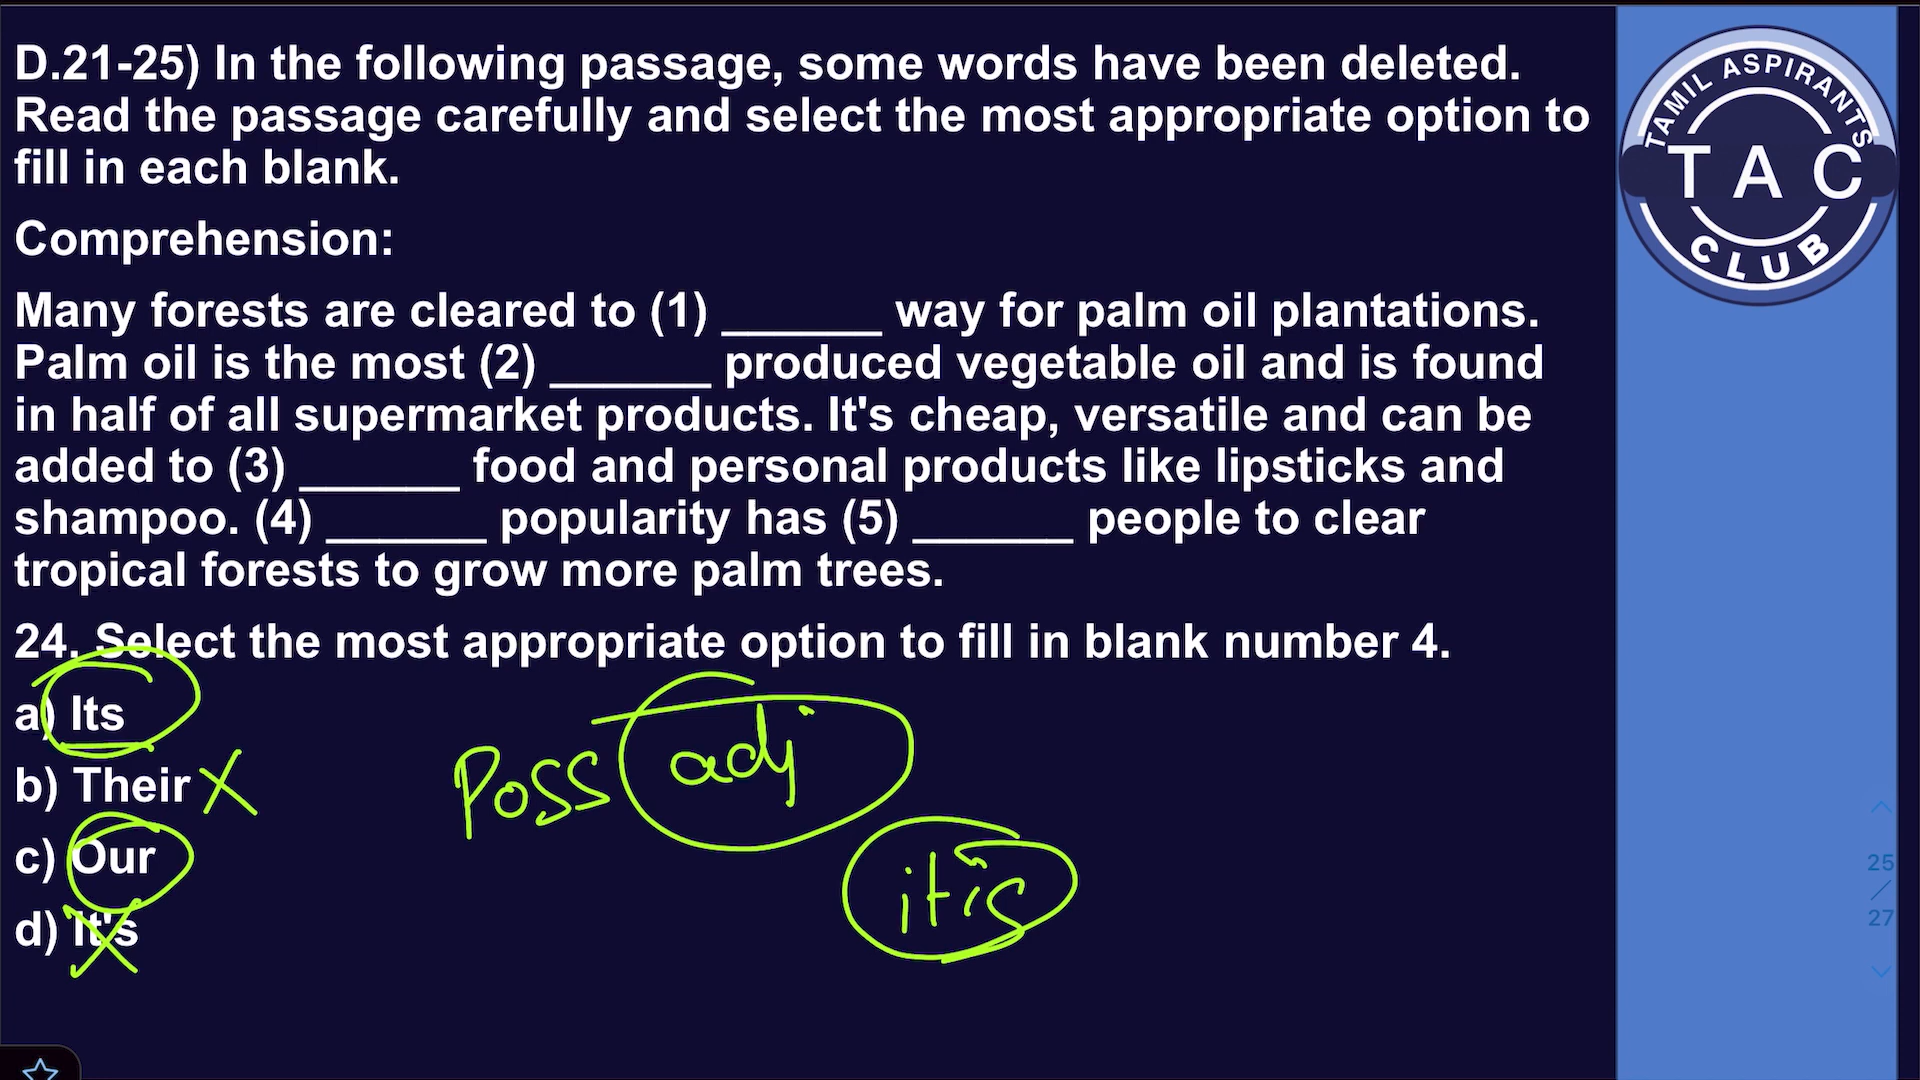 D.21-25) In the following passage, some words have been deleted.
Read the passage carefully and select the most appropriate option to
fill in each blank.
Comprehension:
Many forests are cleared to (1) ______ way for palm oil plantations.
Palm oil is the most (2) ______ produced vegetable oil and is found
in half of all supermarket products. It's cheap, versatile and can be
added to (3) ______ food and personal products like lipsticks and
shampoo. (4) ______ popularity has (5) ______ people to clear
tropical forests to grow more palm trees.
24. Select the most appropriate option to fill in blank number 4.
a) Its
b) Their
c) Our
d) It's
Poss adj
it is
TAMIL ASPIRANTS
TAC
CLUB
25
/
27